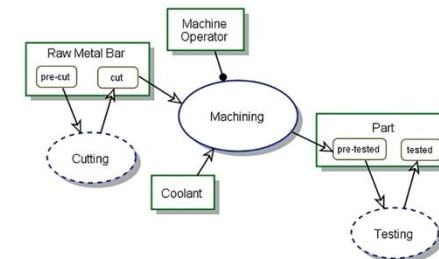 Machine
Operator
Raw Metal Bar
pre-cut
cut
Machining
Cutting
Part
pre-tested
tested
Coolant
Testing